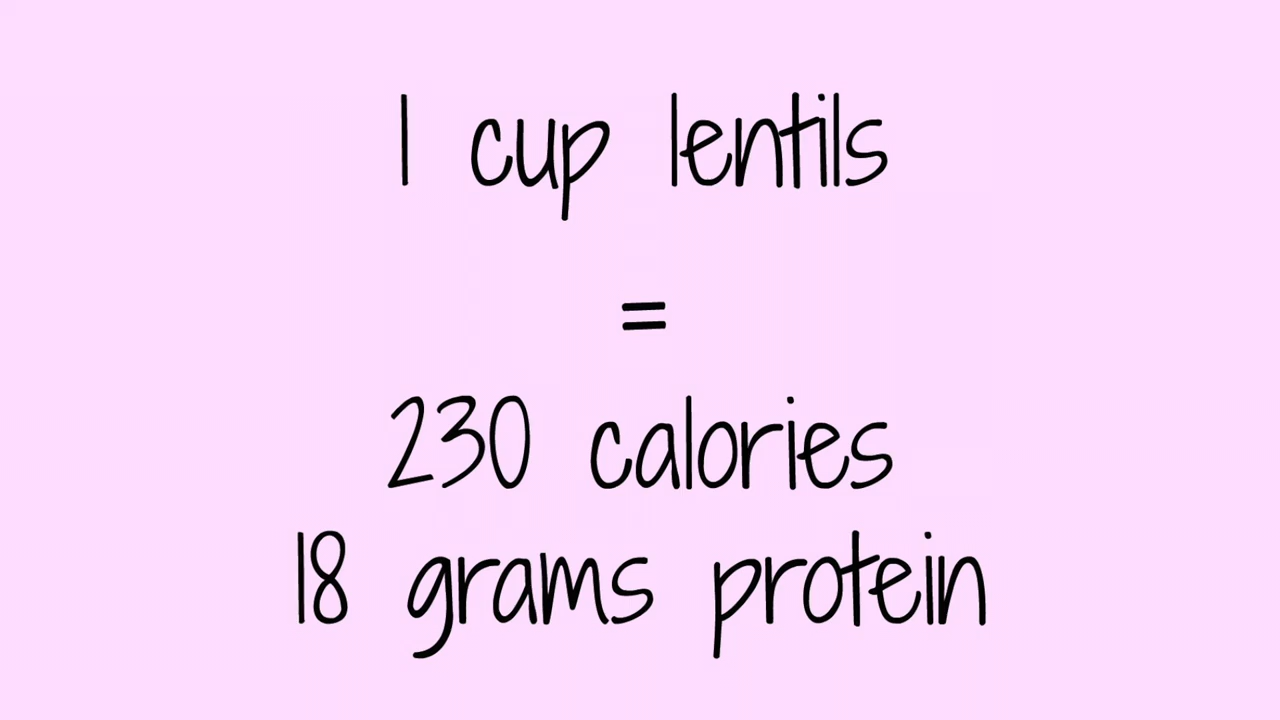 1 cup lentils
=
230 calories
18 grams protein